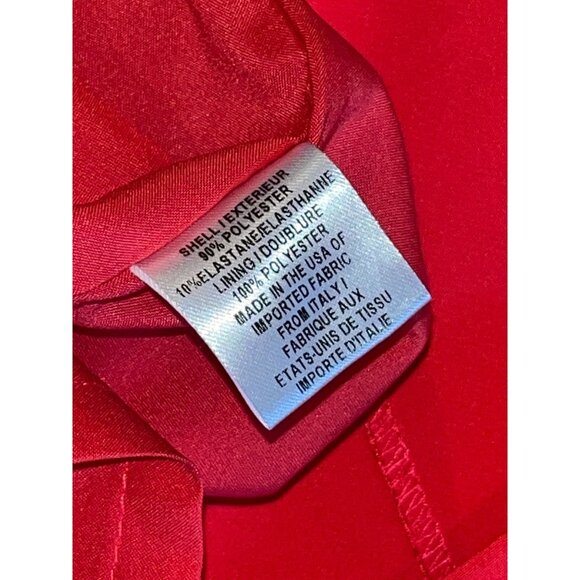 SHELL / EXTERIEUR
90% POLYESTER
10%ELASTANE/ELASTHANNE
LINING / DOUBLURE
100% POLYESTER
MADE IN THE USA OF
IMPORTED FABRIC
FROM ITALY /
FABRIQUE AUX
ETATS-UNIS DE TISSU
IMPORTE D'ITALIE